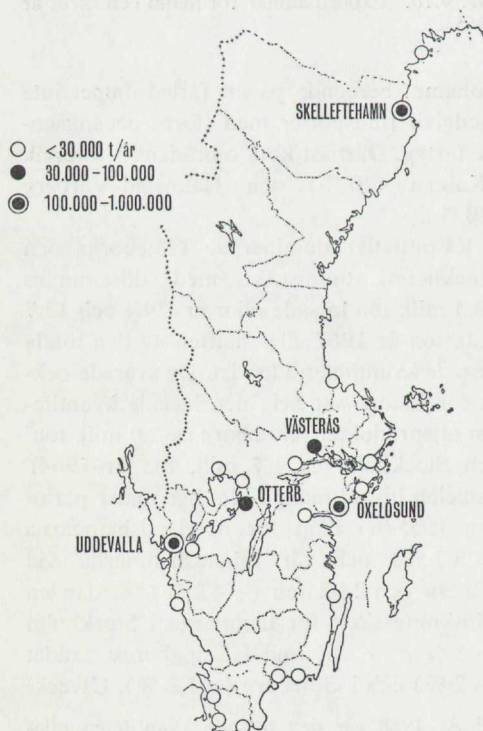 SKELLEFTEHAMN
< 30.000 t/år
30.000–100.000
100.000–1.000.000
VÄSTERÅS
OTTERB.
OXELÖSUND
UDDEVALLA